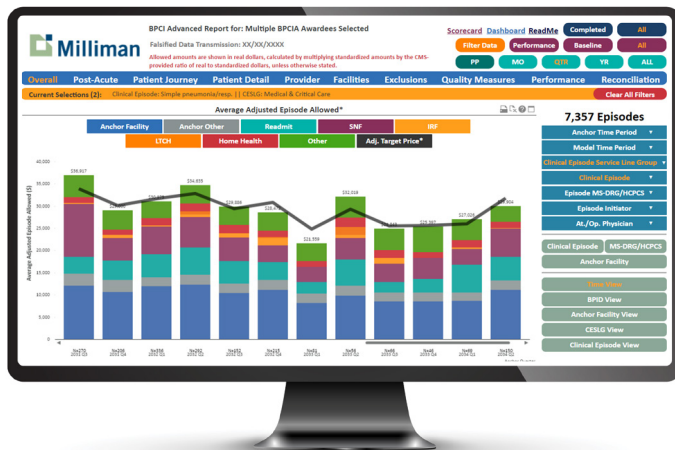 Milliman
BPCI Advanced Report for: Multiple BPCIA Awardees Selected
Falsified Data Transmission: XX/XX/XXXX
Allowed amounts are shown in real dollars, calculated by multiplying standardized amounts by the CMS-
provided ratio of real to standardized dollars, unless otherwise stated.
Scorecard Dashboard ReadMe Completed All
Filter Data Performance Baseline All
PP MO QTR YR ALL
Overall Post-Acute Patient Journey Patient Detail Provider Facilities Exclusions Quality Measures Performance Reconciliation
Current Selections (2): Clinical Episode: Simple pneumonia/resp. || CESLG: Medical & Critical Care Clear All Filters
Average Adjusted Episode Allowed*
Anchor Facility Anchor Other Readmit SNF IRF
LTCH Home Health Other Adj. Target Price*
7,357 Episodes
Anchor Time Period
Model Time Period
Clinical Episode Service Line Group
Clinical Episode
Episode MS-DRG/HCPCS
Episode Initiator
At./Op. Physician
Clinical Episode MS-DRG/HCPCS
Anchor Facility
Time View
BPID View
Anchor Facility View
CESLG View
Clinical Episode View
Average Adjusted Episode Allowed ($)
40,000
35,000
30,000
25,000
20,000
15,000
10,000
5,000
0